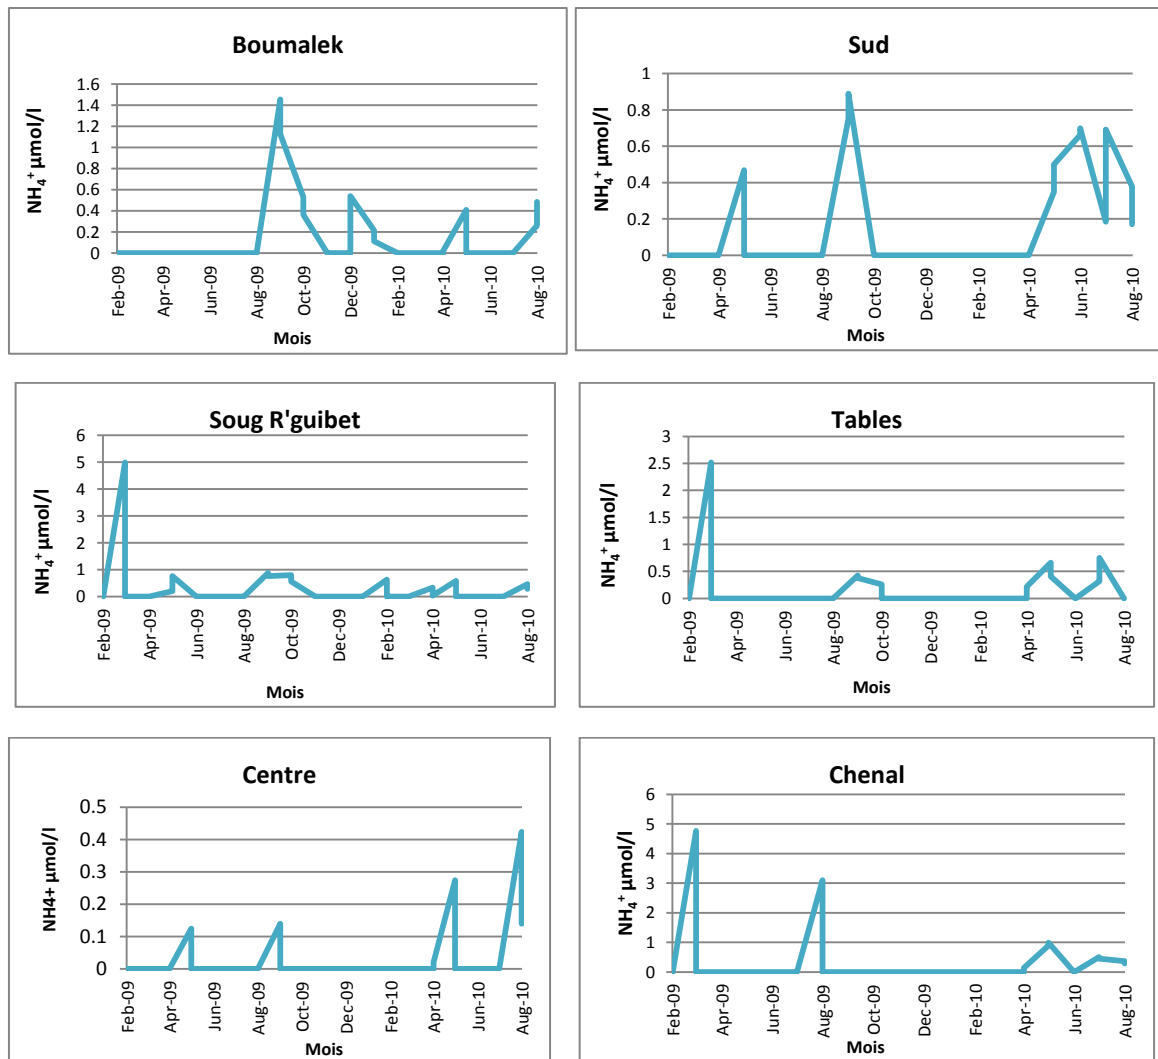 Boumalek
NH₄⁺ µmol/l
1.6
1.4
1.2
1
0.8
0.6
0.4
0.2
0
Feb-09
Apr-09
Jun-09
Aug-09
Oct-09
Dec-09
Feb-10
Apr-10
Jun-10
Aug-10
Mois
Sud
NH₄⁺ µmol/l
1
0.8
0.6
0.4
0.2
0
Feb-09
Apr-09
Jun-09
Aug-09
Oct-09
Dec-09
Feb-10
Apr-10
Jun-10
Aug-10
Mois
Soug R'guibet
NH₄⁺ µmol/l
6
5
4
3
2
1
0
Feb-09
Apr-09
Jun-09
Aug-09
Oct-09
Dec-09
Feb-10
Apr-10
Jun-10
Aug-10
Mois
Tables
NH₄⁺ µmol/l
3
2.5
2
1.5
1
0.5
0
Feb-09
Apr-09
Jun-09
Aug-09
Oct-09
Dec-09
Feb-10
Apr-10
Jun-10
Aug-10
Mois
Centre
NH4+ µmol/l
0.5
0.4
0.3
0.2
0.1
0
Feb-09
Apr-09
Jun-09
Aug-09
Oct-09
Dec-09
Feb-10
Apr-10
Jun-10
Aug-10
Mois
Chenal
NH₄⁺ µmol/l
6
5
4
3
2
1
0
Feb-09
Apr-09
Jun-09
Aug-09
Oct-09
Dec-09
Feb-10
Apr-10
Jun-10
Aug-10
Mois